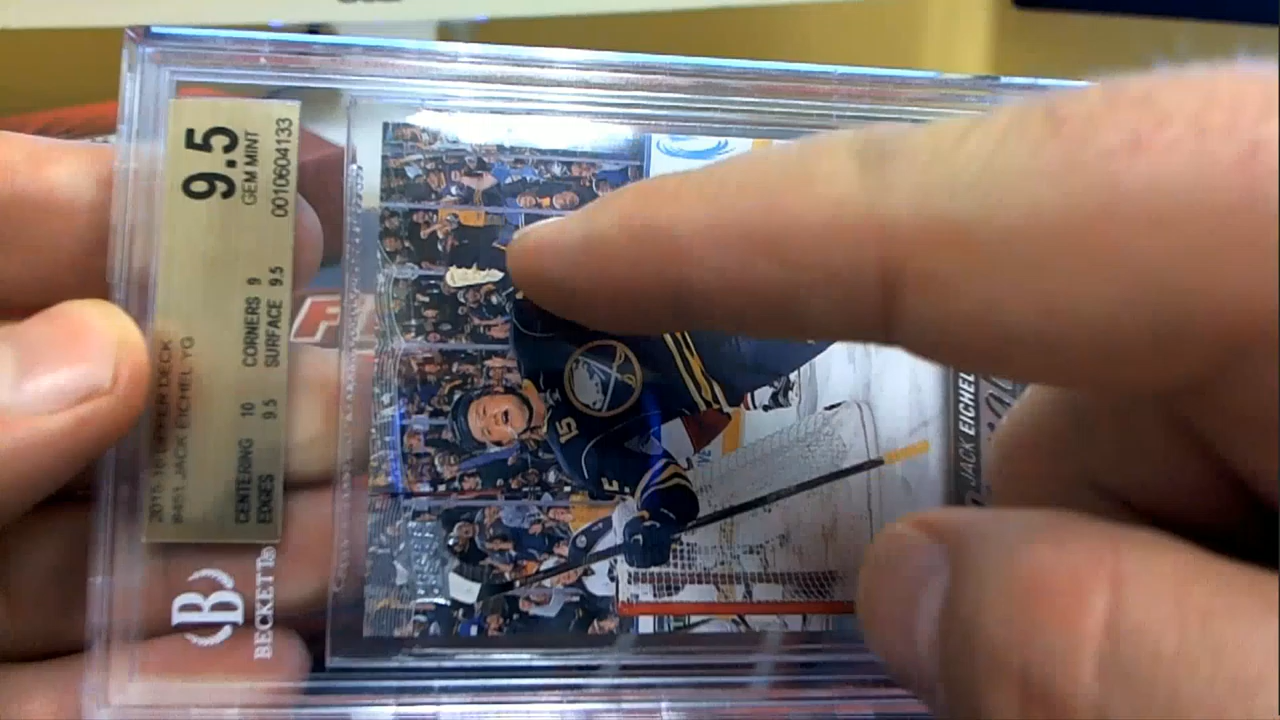 2015-16 UPPER DECK
#451 JACK EICHEL YG
CENTERING 10 CORNERS 9
EDGES 9.5 SURFACE 9.5
9.5
GEM MINT
0010604133
BECKETT
15
JACK EICHEL